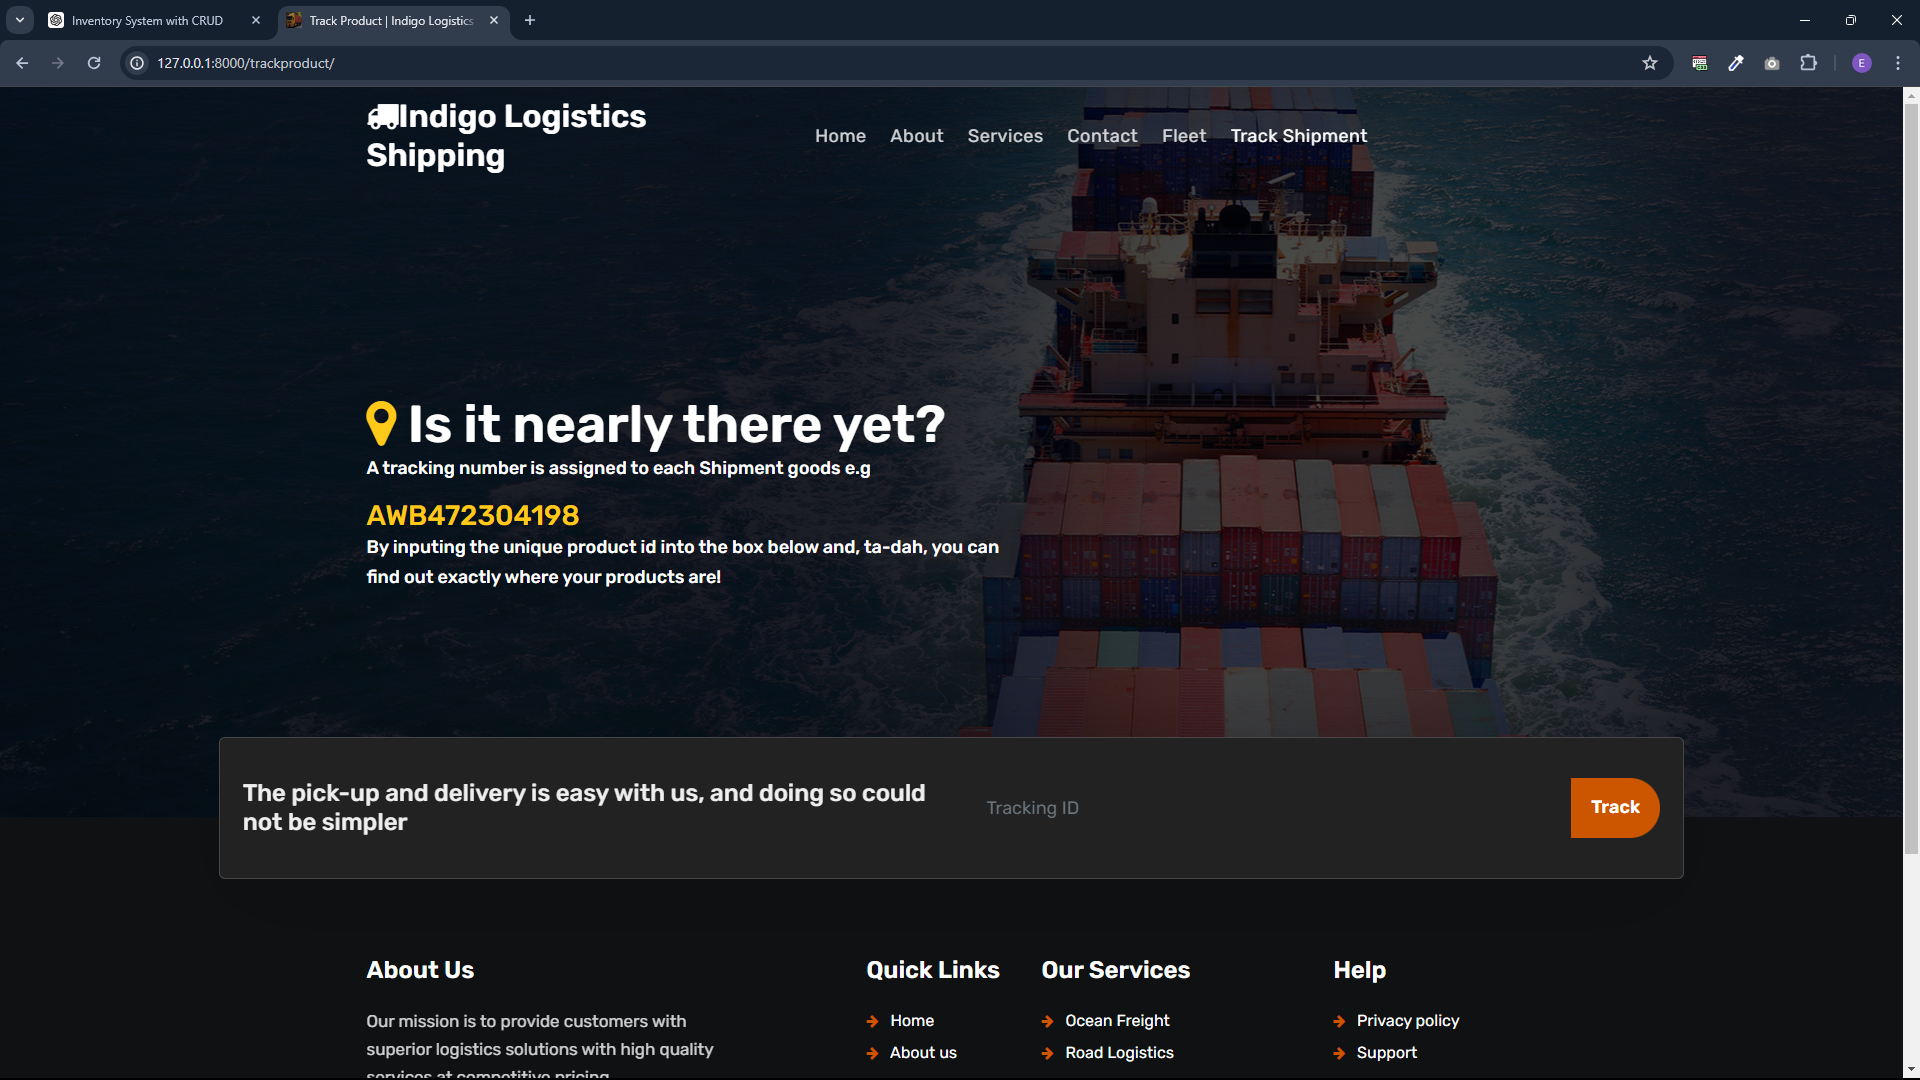 Inventory System with CRUD
Track Product | Indigo Logistics
127.0.0.1:8000/trackproduct/
E
Indigo Logistics
Shipping
Home About Services Contact Fleet Track Shipment
Is it nearly there yet?
A tracking number is assigned to each Shipment goods e.g
AWB472304198
By inputing the unique product id into the box below and, ta-dah, you can
find out exactly where your products are!
The pick-up and delivery is easy with us, and doing so could
not be simpler
Tracking ID
Track
About Us
Our mission is to provide customers with
superior logistics solutions with high quality
services at competitive pricing
Quick Links
Home
About us
Our Services
Ocean Freight
Road Logistics
Help
Privacy policy
Support